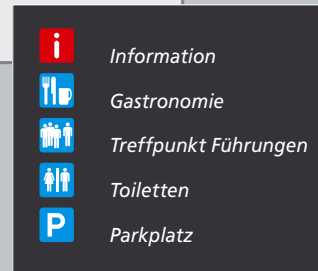 i Information
Gastronomie
Treffpunkt Führungen
Toiletten
P Parkplatz